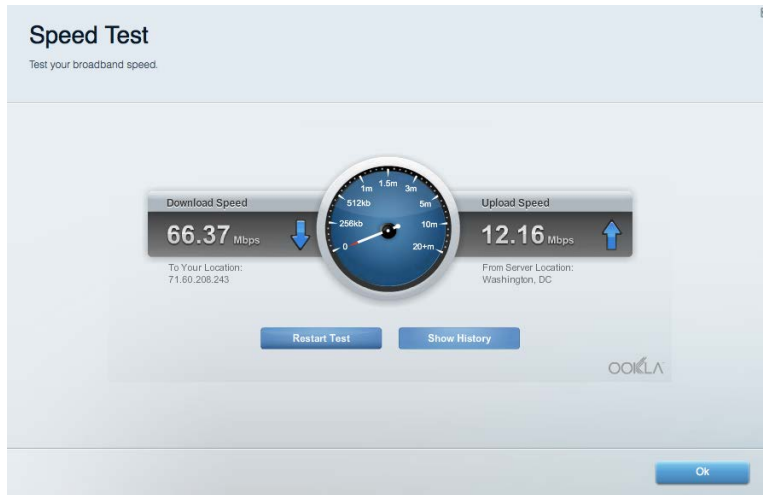 Speed Test
Test your broadband speed.
Download Speed
66.37 Mbps
To Your Location:
71.60.208.243
0
256kb
512kb
1m
1.5m
3m
5m
10m
20+m
Upload Speed
12.16 Mbps
From Server Location:
Washington, DC
Restart Test
Show History
OOKLA
Ok